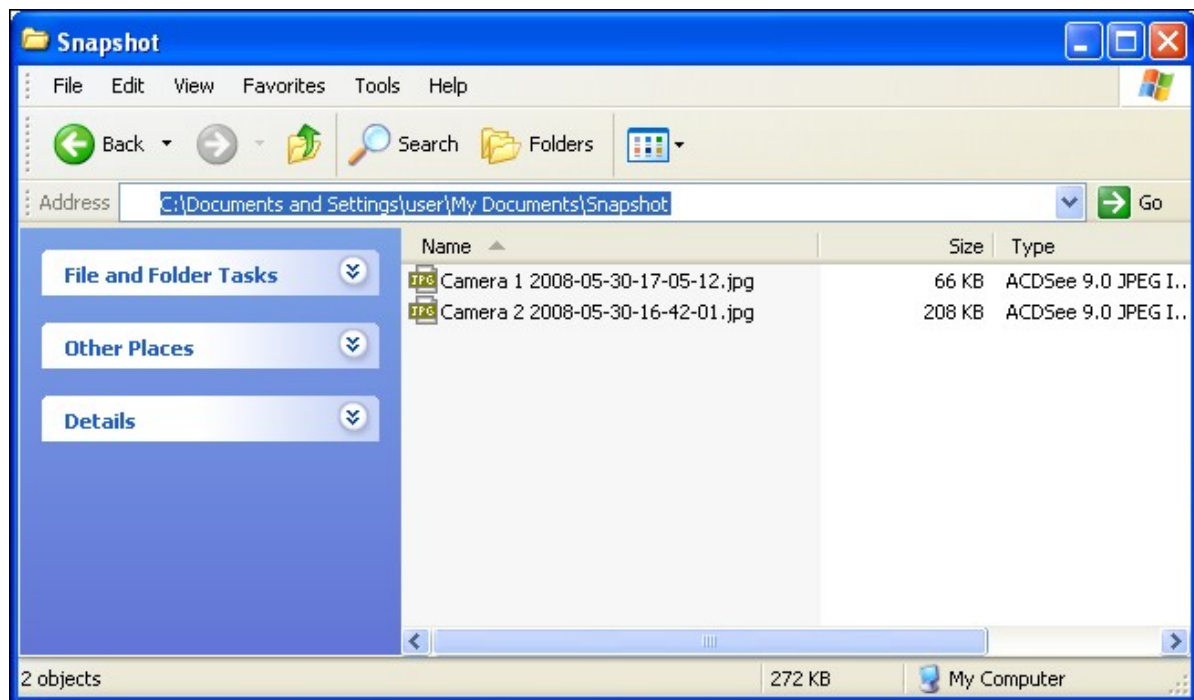 Snapshot
File Edit View Favorites Tools Help
Back Search Folders
Address C:\Documents and Settings\user\My Documents\Snapshot Go
Name Size Type
File and Folder Tasks
JPG Camera 1 2008-05-30-17-05-12.jpg 66 KB ACDSee 9.0 JPEG I..
JPG Camera 2 2008-05-30-16-42-01.jpg 208 KB ACDSee 9.0 JPEG I..
Other Places
Details
2 objects 272 KB My Computer